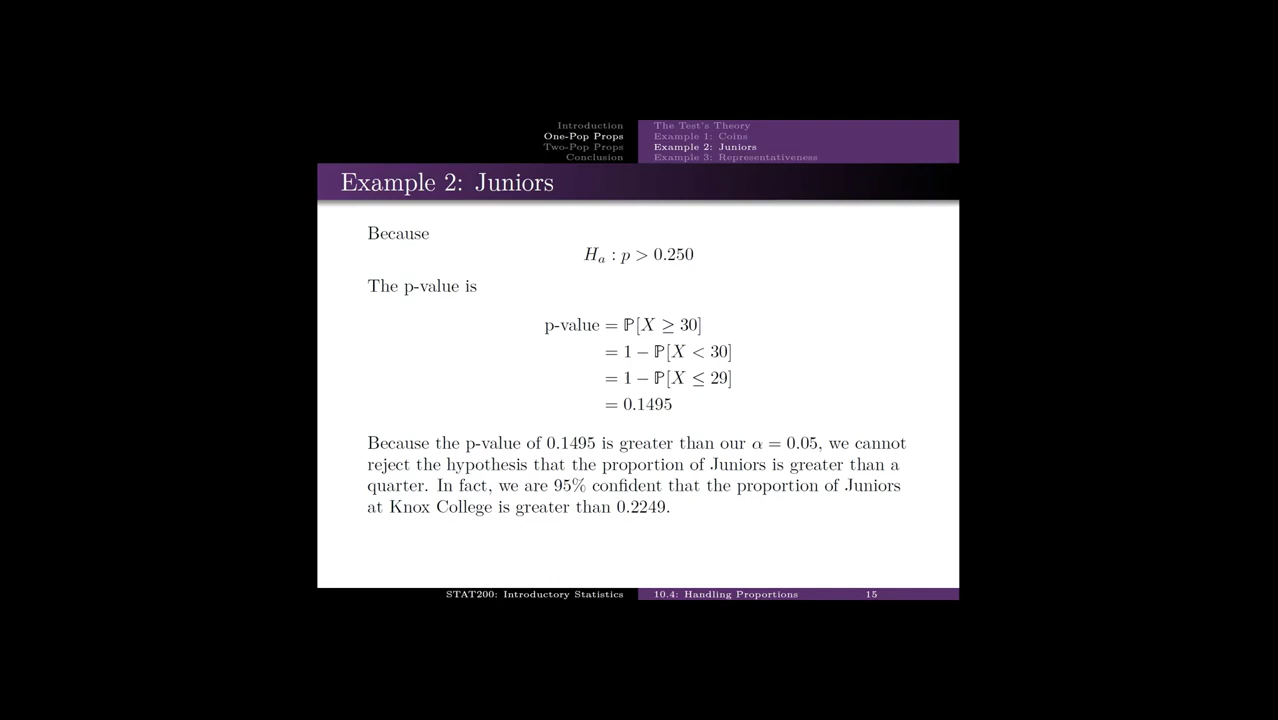 Introduction
One-Pop Props
Two-Pop Props
Conclusion
The Test's Theory
Example 1: Coins
Example 2: Juniors
Example 3: Representativeness
Example 2: Juniors
Because
Hₐ : p > 0.250
The p-value is
p-value = ℙ[X ≥ 30]
= 1 − ℙ[X < 30]
= 1 − ℙ[X ≤ 29]
= 0.1495
Because the p-value of 0.1495 is greater than our α = 0.05, we cannot
reject the hypothesis that the proportion of Juniors is greater than a
quarter. In fact, we are 95% confident that the proportion of Juniors
at Knox College is greater than 0.2249.
STAT200: Introductory Statistics
10.4: Handling Proportions 15